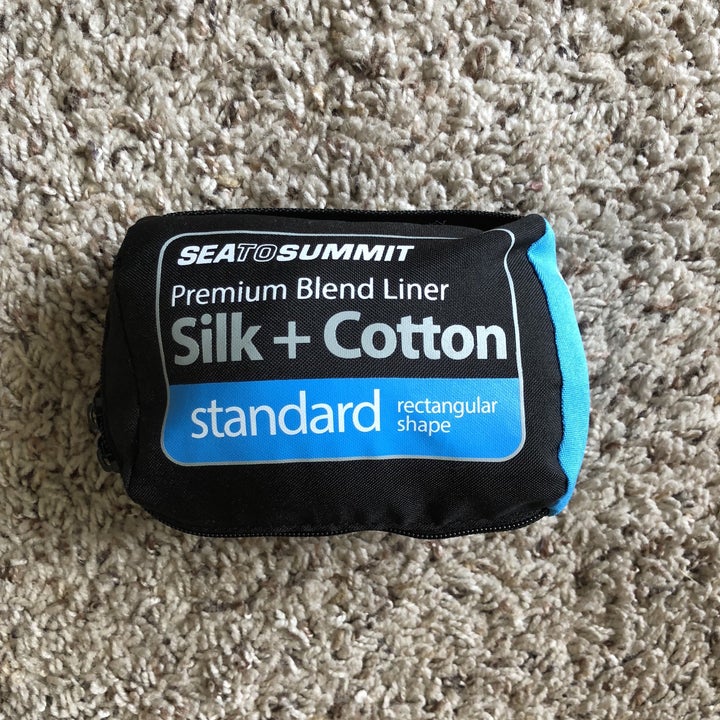 SEATOSUMMIT
Premium Blend Liner
Silk + Cotton
standard
rectangular
shape